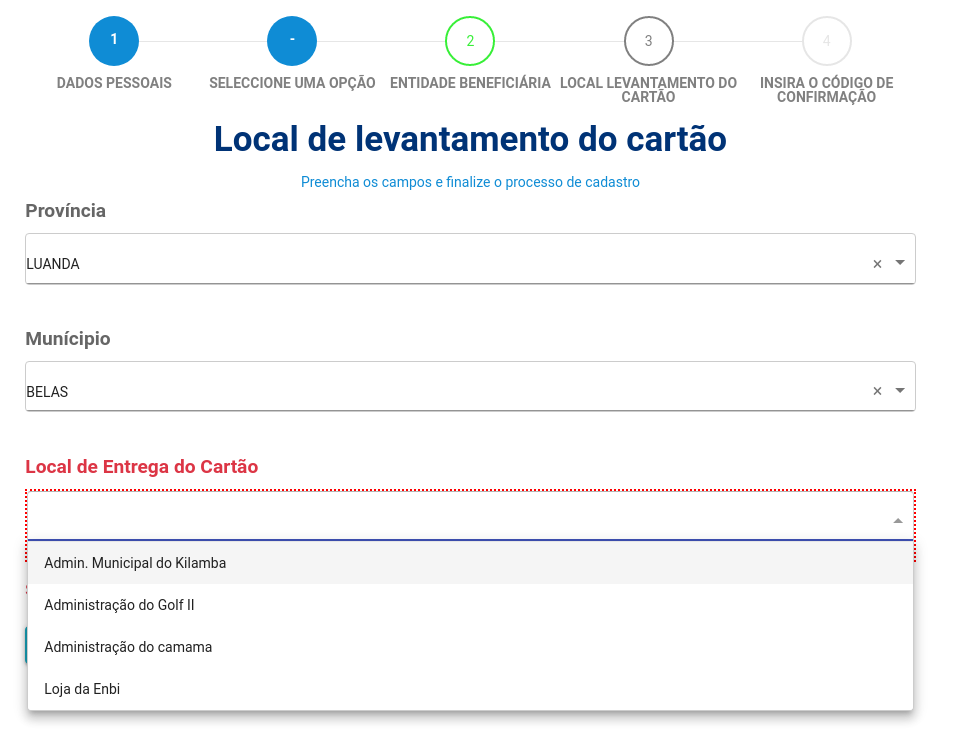 1
-
2
3
4
DADOS PESSOAIS
SELECCIONE UMA OPÇÃO
ENTIDADE BENEFICIÁRIA
LOCAL LEVANTAMENTO DO
CARTÃO
INSIRA O CÓDIGO DE
CONFIRMAÇÃO
Local de levantamento do cartão
Preencha os campos e finalize o processo de cadastro
Província
LUANDA
×
Munícipio
BELAS
×
Local de Entrega do Cartão
Admin. Municipal do Kilamba
Administração do Golf II
Administração do camama
Loja da Enbi